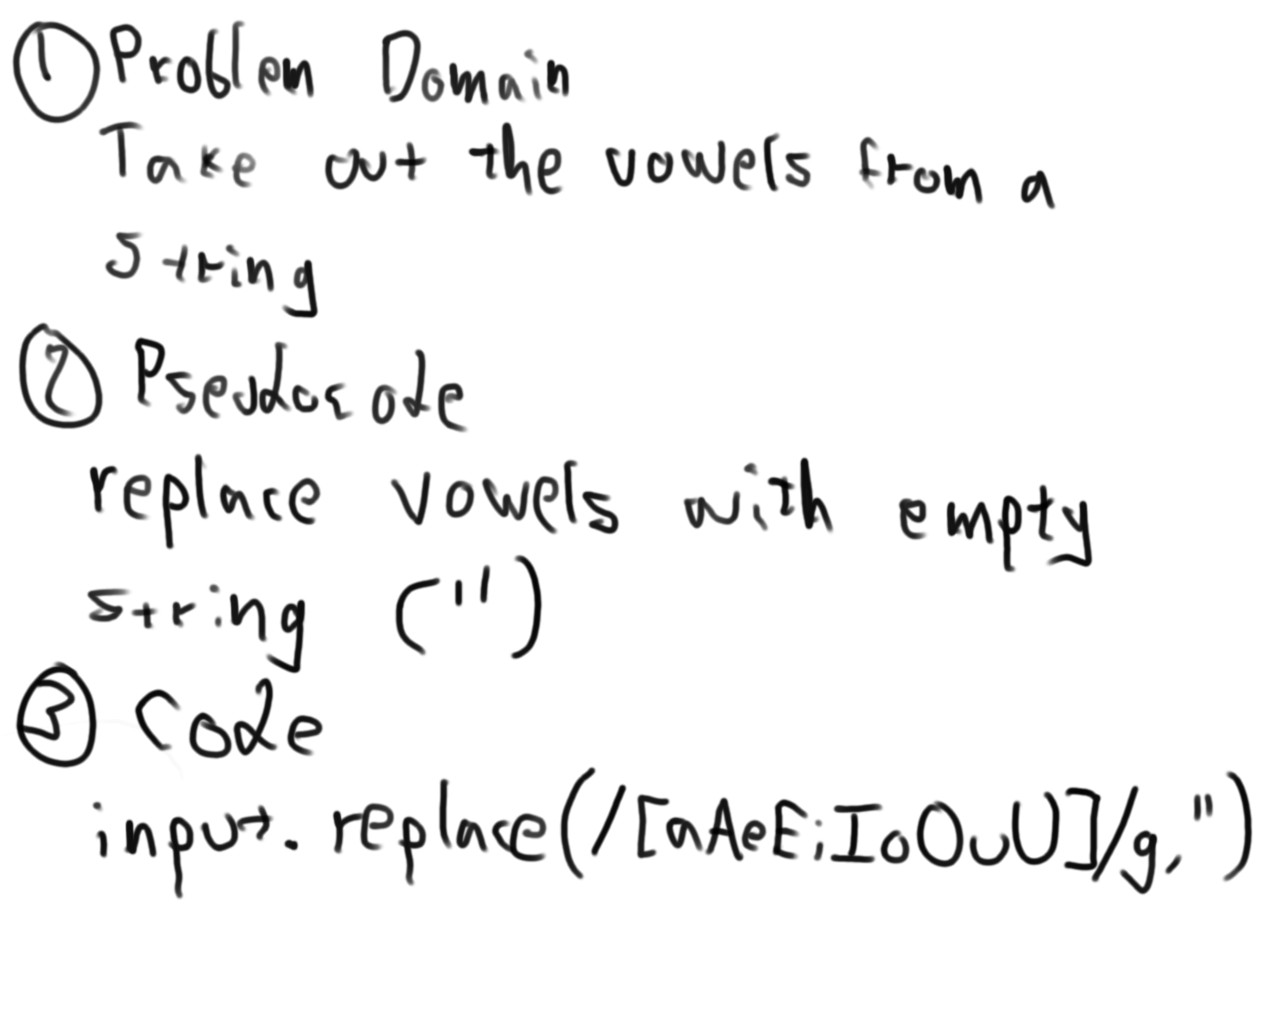 ① Problem Domain
Take out the vowels from a
string
② Pseudocode
replace vowels with empty
string ('')
③ Code
input.replace(/[aAeEiIoOuU]/g,'')